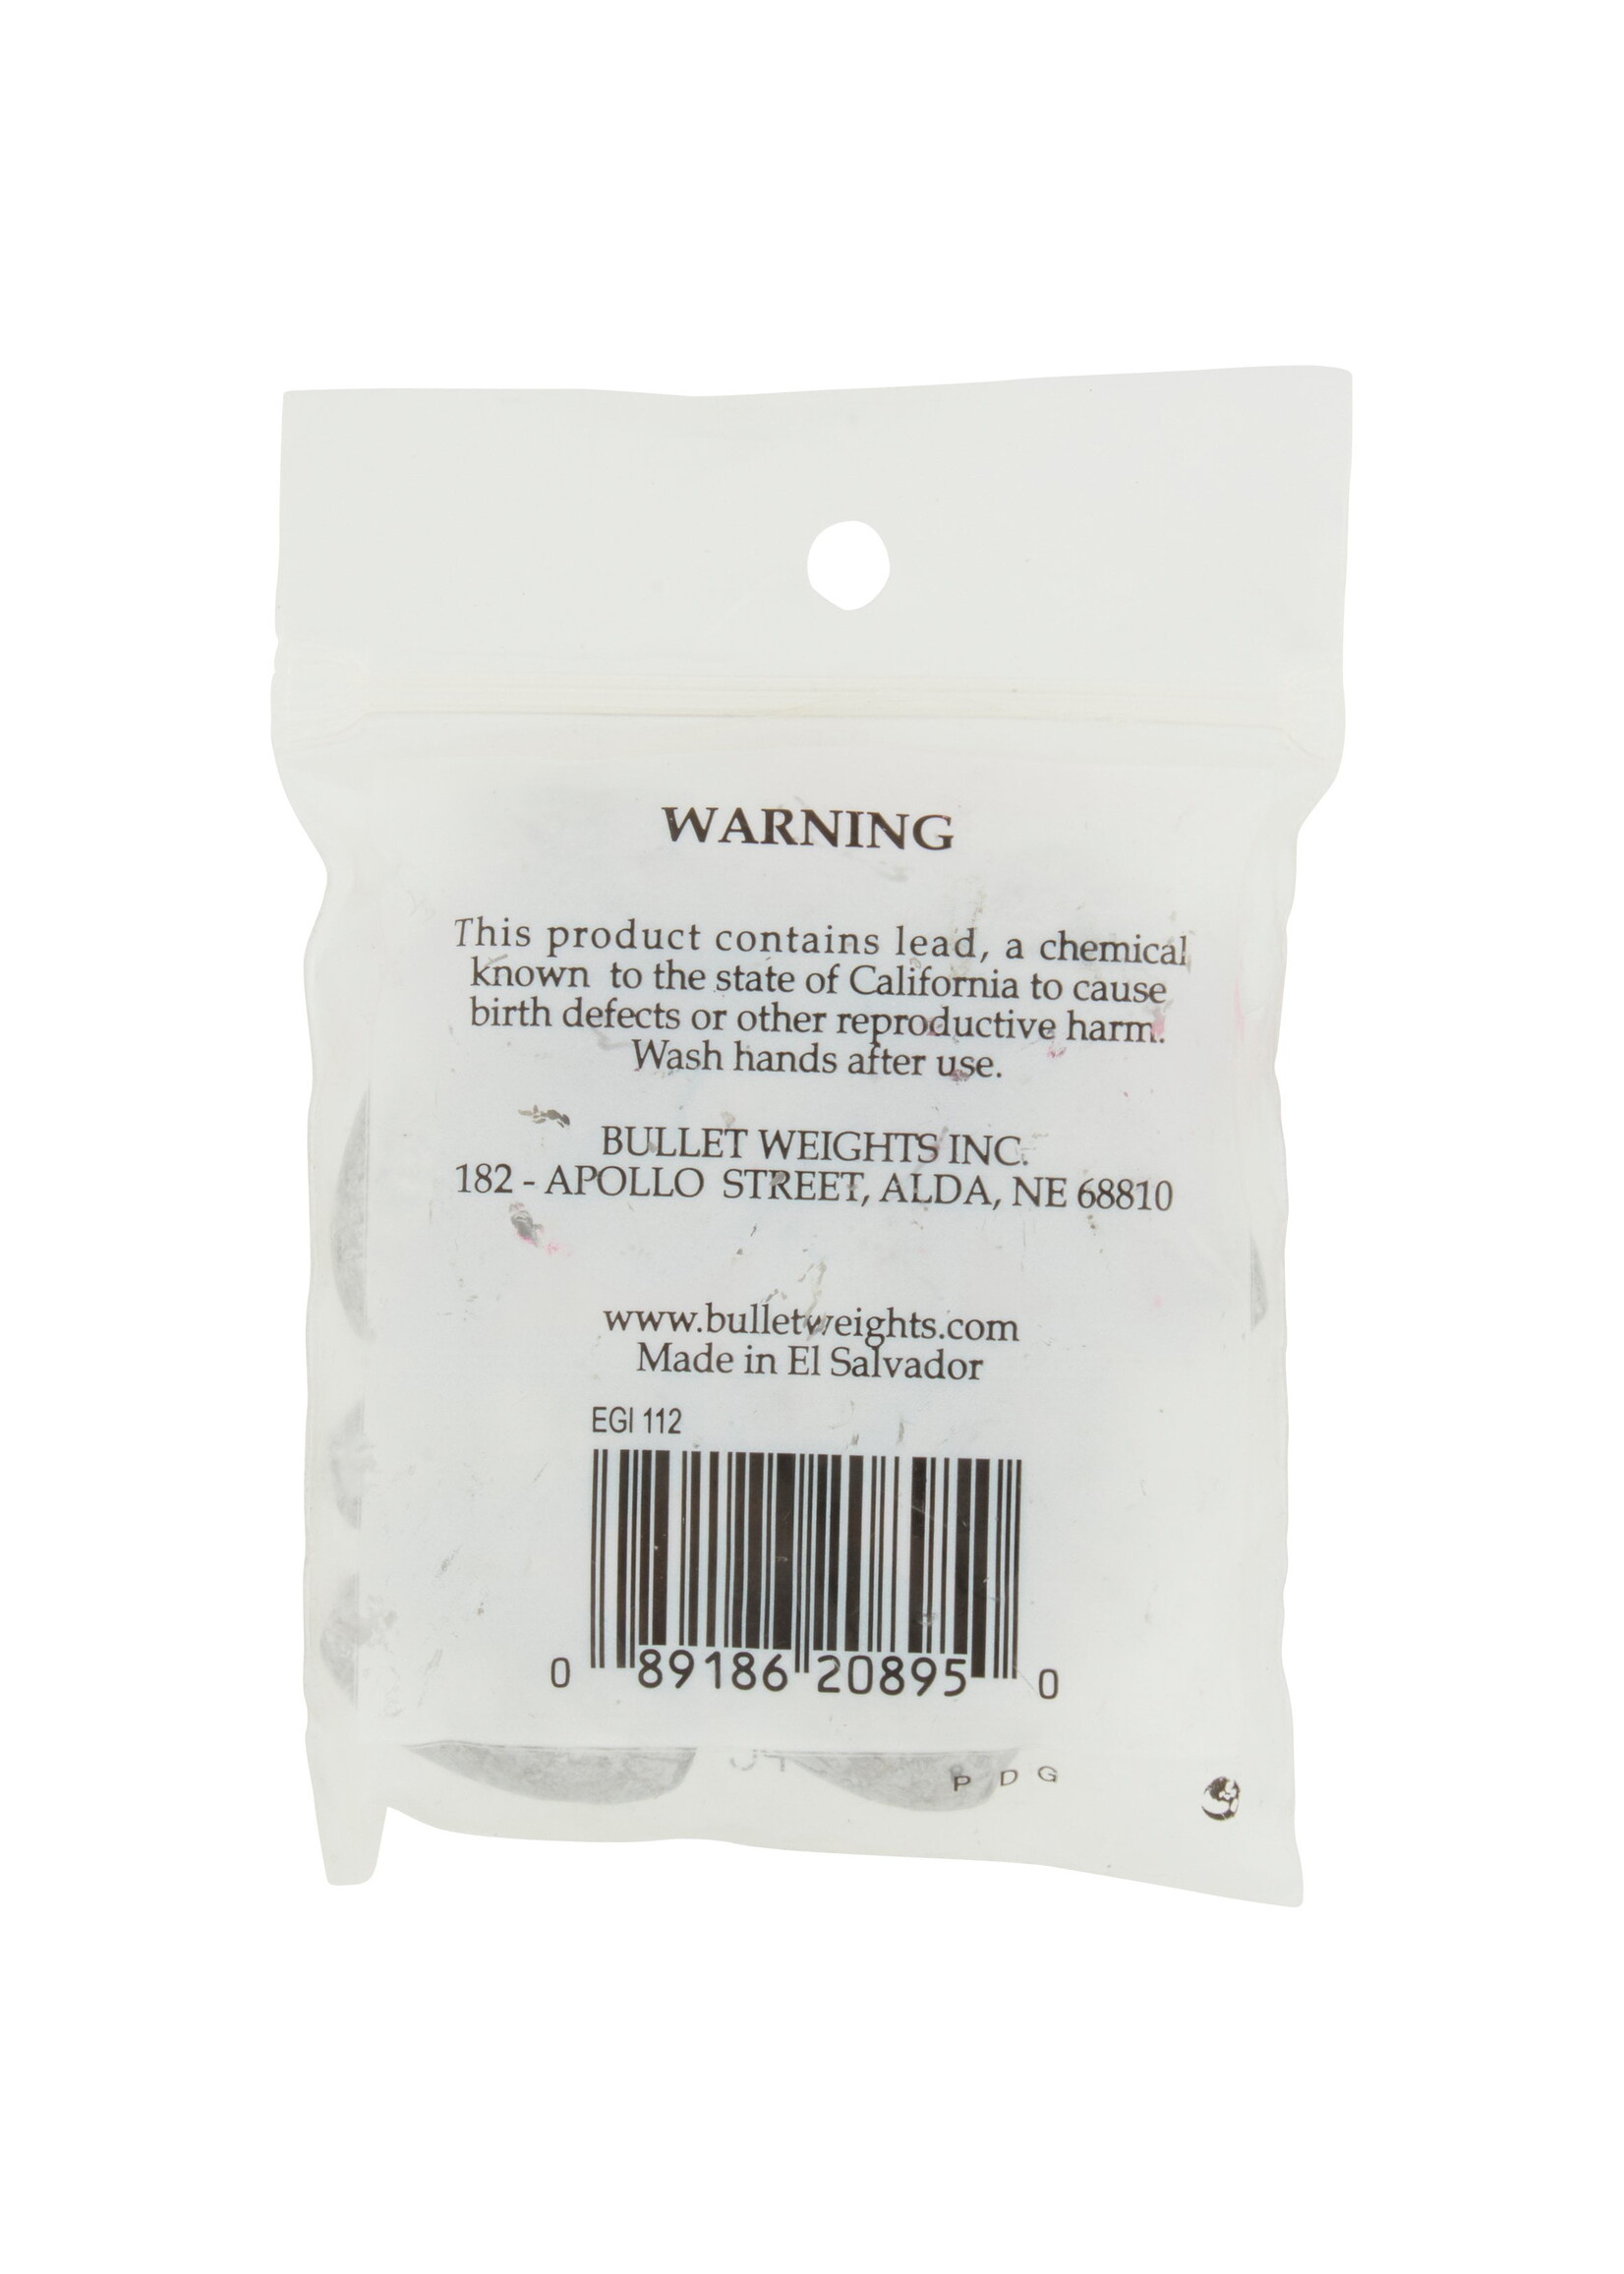 WARNING
This product contains lead, a chemical
known to the state of California to cause
birth defects or other reproductive harm.
Wash hands after use.
BULLET WEIGHTS INC.
182 - APOLLO STREET, ALDA, NE 68810
www.bulletweights.com
Made in El Salvador
EGI 112
0 89186 20895 0
P D G